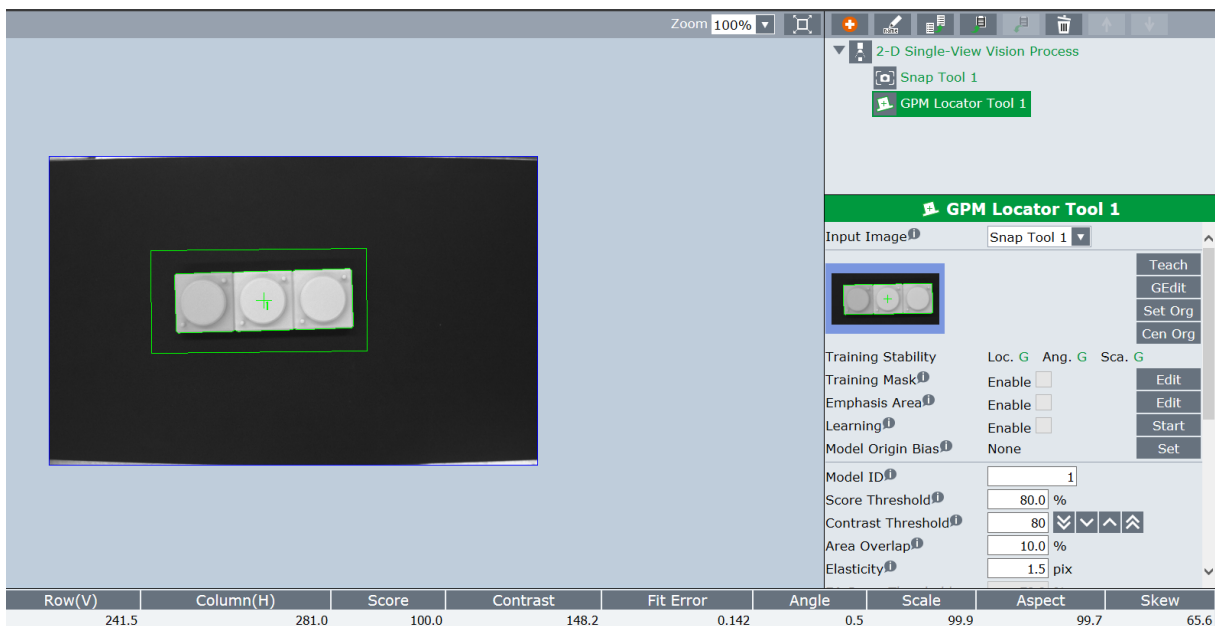 Zoom 100%
2-D Single-View Vision Process
Snap Tool 1
GPM Locator Tool 1
GPM Locator Tool 1
Input Image Snap Tool 1
Teach
GEdit
Set Org
Cen Org
Training Stability Loc. G Ang. G Sca. G
Training Mask Enable Edit
Emphasis Area Enable Edit
Learning Enable Start
Model Origin Bias None Set
Model ID 1
Score Threshold 80.0 %
Contrast Threshold 80
Area Overlap 10.0 %
Elasticity 1.5 pix
Row(V) Column(H) Score Contrast Fit Error Angle Scale Aspect Skew
241.5 281.0 100.0 148.2 0.142 0.5 99.9 99.7 65.6